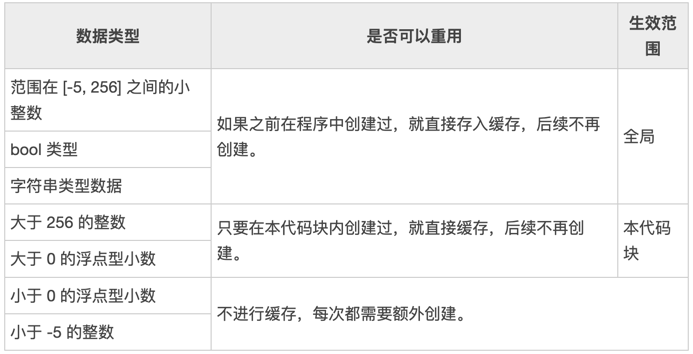 数据类型
是否可以重用
生效范
围
范围在 [-5, 256] 之间的小
整数
bool 类型
字符串类型数据
如果之前在程序中创建过，就直接存入缓存，后续不再
创建。
全局
大于 256 的整数
大于 0 的浮点型小数
只要在本代码块内创建过，就直接缓存，后续不再创
建。
本代码
块
小于 0 的浮点型小数
小于 -5 的整数
不进行缓存，每次都需要额外创建。